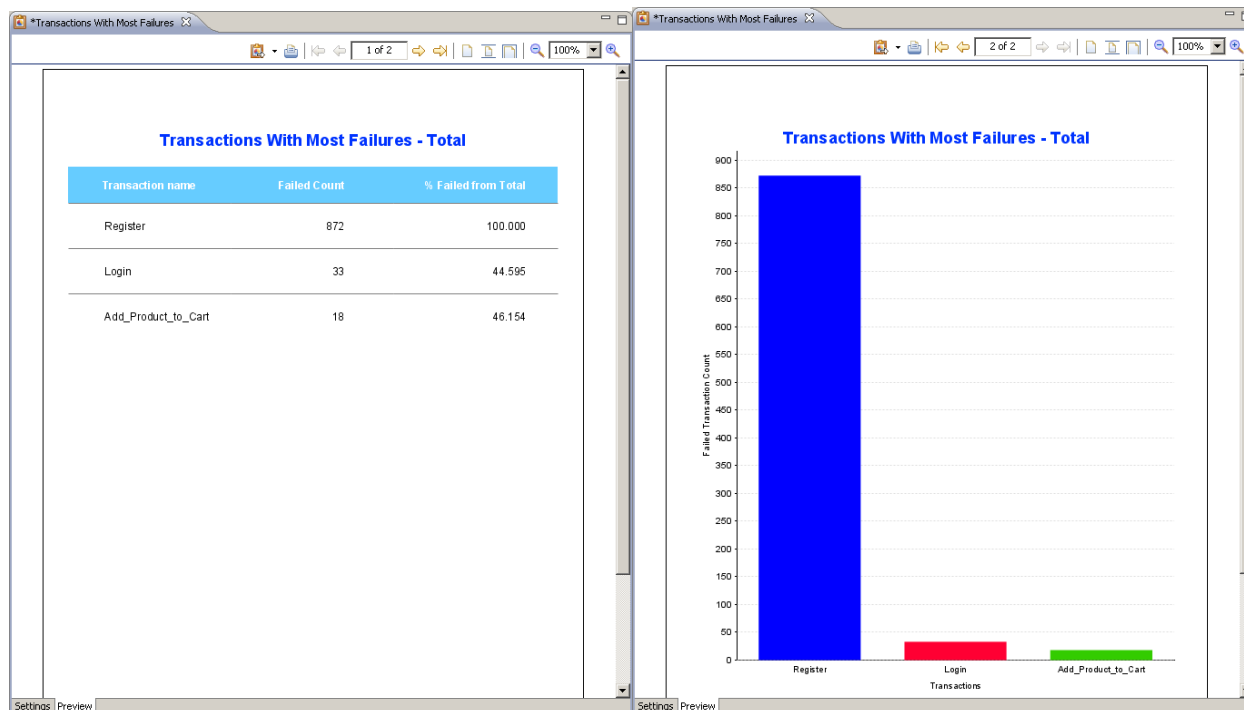 *Transactions With Most Failures
1 of 2
100%
Transactions With Most Failures - Total
Transaction name Failed Count % Failed from Total
Register 872 100.000
Login 33 44.595
Add_Product_to_Cart 18 46.154
Settings Preview
*Transactions With Most Failures
2 of 2
100%
Transactions With Most Failures - Total
900
850
800
750
700
650
600
550
500
450
400
350
300
250
200
150
100
50
0
Failed Transaction Count
Register Login Add_Product_to_Cart
Transactions
Settings Preview